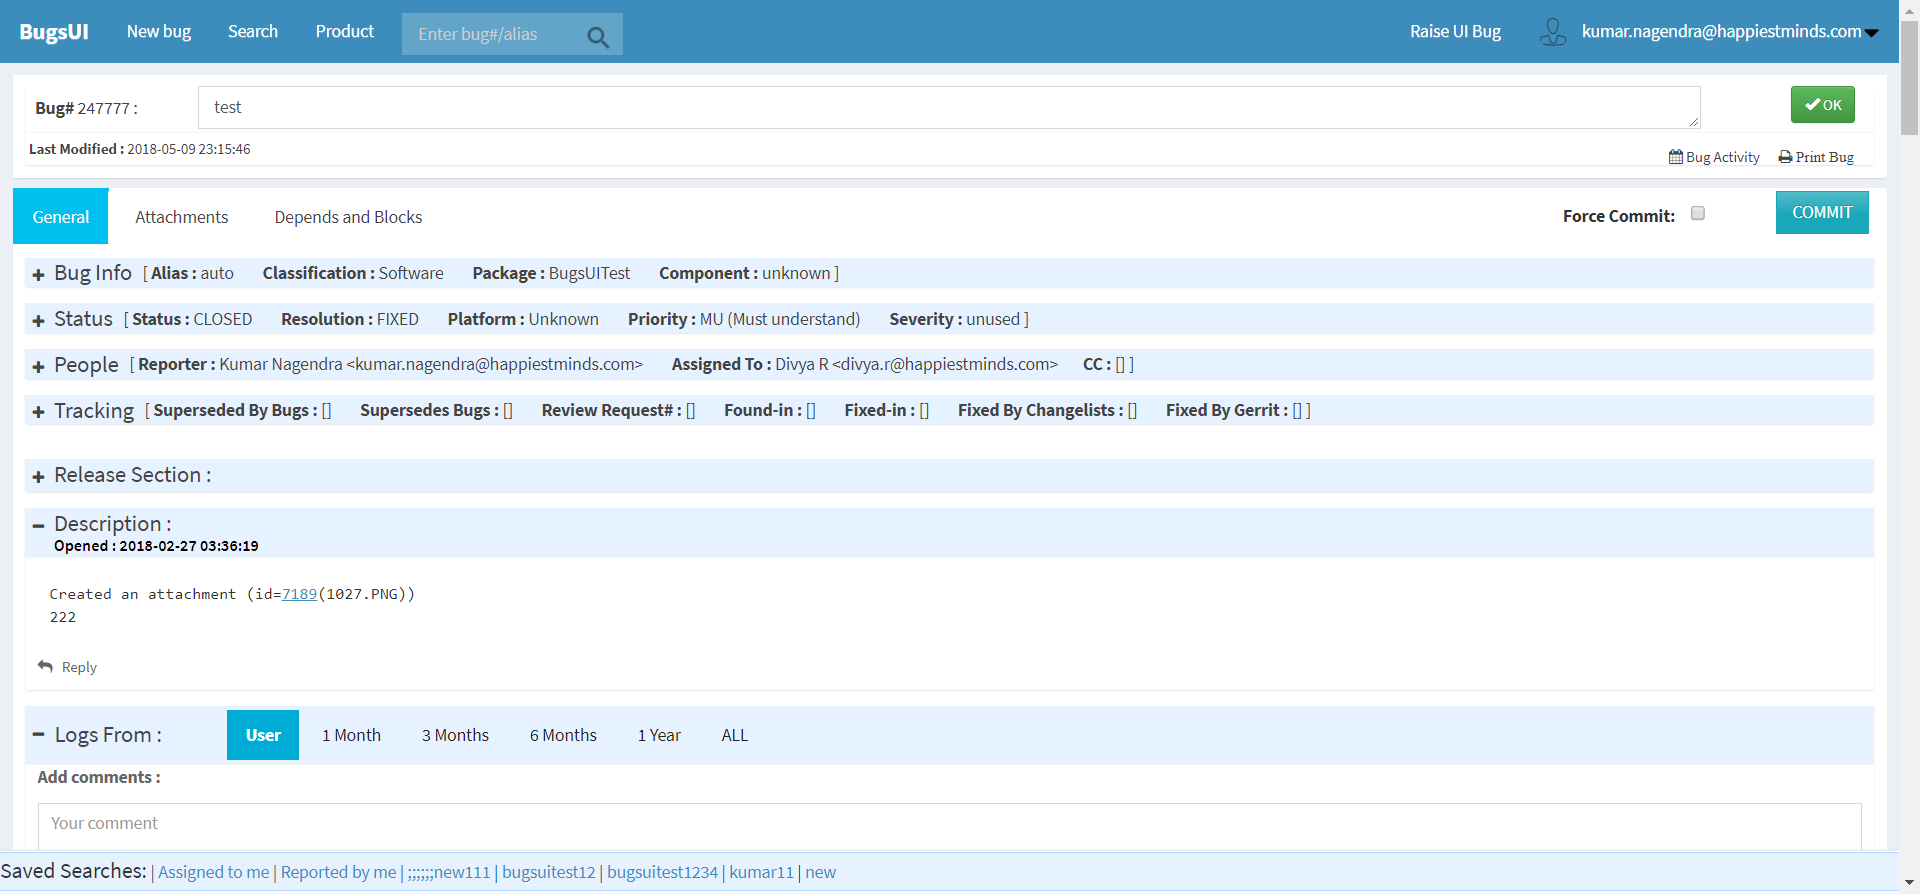 BugsUI New bug Search Product Enter bug#/alias Raise UI Bug kumar.nagendra@happiestminds.com
Bug# 247777 : test OK
Last Modified : 2018-05-09 23:15:46
Bug Activity Print Bug
General Attachments Depends and Blocks Force Commit: COMMIT
Bug Info [ Alias : auto Classification : Software Package : BugsUITest Component : unknown ]
Status [ Status : CLOSED Resolution : FIXED Platform : Unknown Priority : MU (Must understand) Severity : unused ]
People [ Reporter : Kumar Nagendra <kumar.nagendra@happiestminds.com> Assigned To : Divya R <divya.r@happiestminds.com> CC : [] ]
Tracking [ Superseded By Bugs : [] Supersedes Bugs : [] Review Request# : [] Found-in : [] Fixed-in : [] Fixed By Changelists : [] Fixed By Gerrit : [] ]
Release Section :
Description :
Opened : 2018-02-27 03:36:19
Created an attachment (id=7189(1027.PNG))
222
Reply
Logs From : User 1 Month 3 Months 6 Months 1 Year ALL
Add comments :
Your comment
Saved Searches: | Assigned to me | Reported by me | ;;;;;;new111 | bugsuitest12 | bugsuitest1234 | kumar11 | new